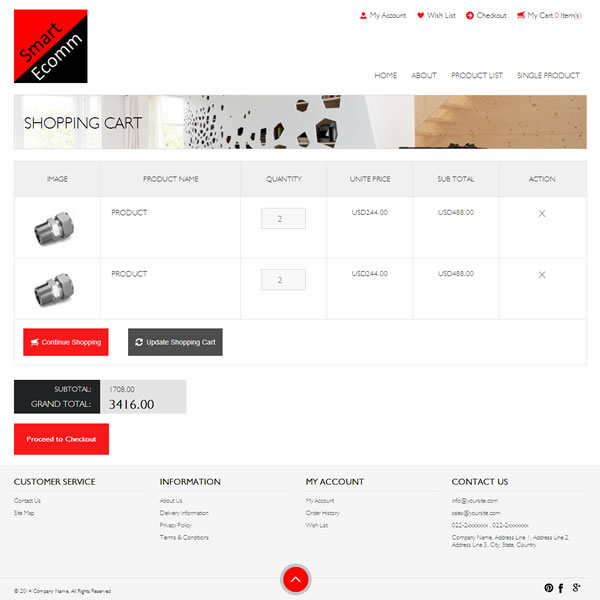 Smart
Ecomm
My Account Wish List Checkout My Cart 0 Item(s)
HOME ABOUT PRODUCT LIST SINGLE PRODUCT
SHOPPING CART
IMAGE PRODUCT NAME QUANTITY UNITE PRICE SUB TOTAL ACTION
PRODUCT 2 USD244.00 USD488.00 X
PRODUCT 2 USD244.00 USD488.00 X
Continue Shopping Update Shopping Cart
SUBTOTAL: 1708.00
GRAND TOTAL: 3416.00
Proceed to Checkout
CUSTOMER SERVICE INFORMATION MY ACCOUNT CONTACT US
Contact Us About Us My Account info@yoursite.com
Site Map Delivery Information Order History sales@yoursite.com
Privacy Policy Wish List 022-2xxxxxxx , 022-2xxxxxxx
Terms & Conditions Company Name, Address Line 1, Address Line 2,
Address Line 3, City, State, Country
© 2014 Company Name, All Rights Reserved